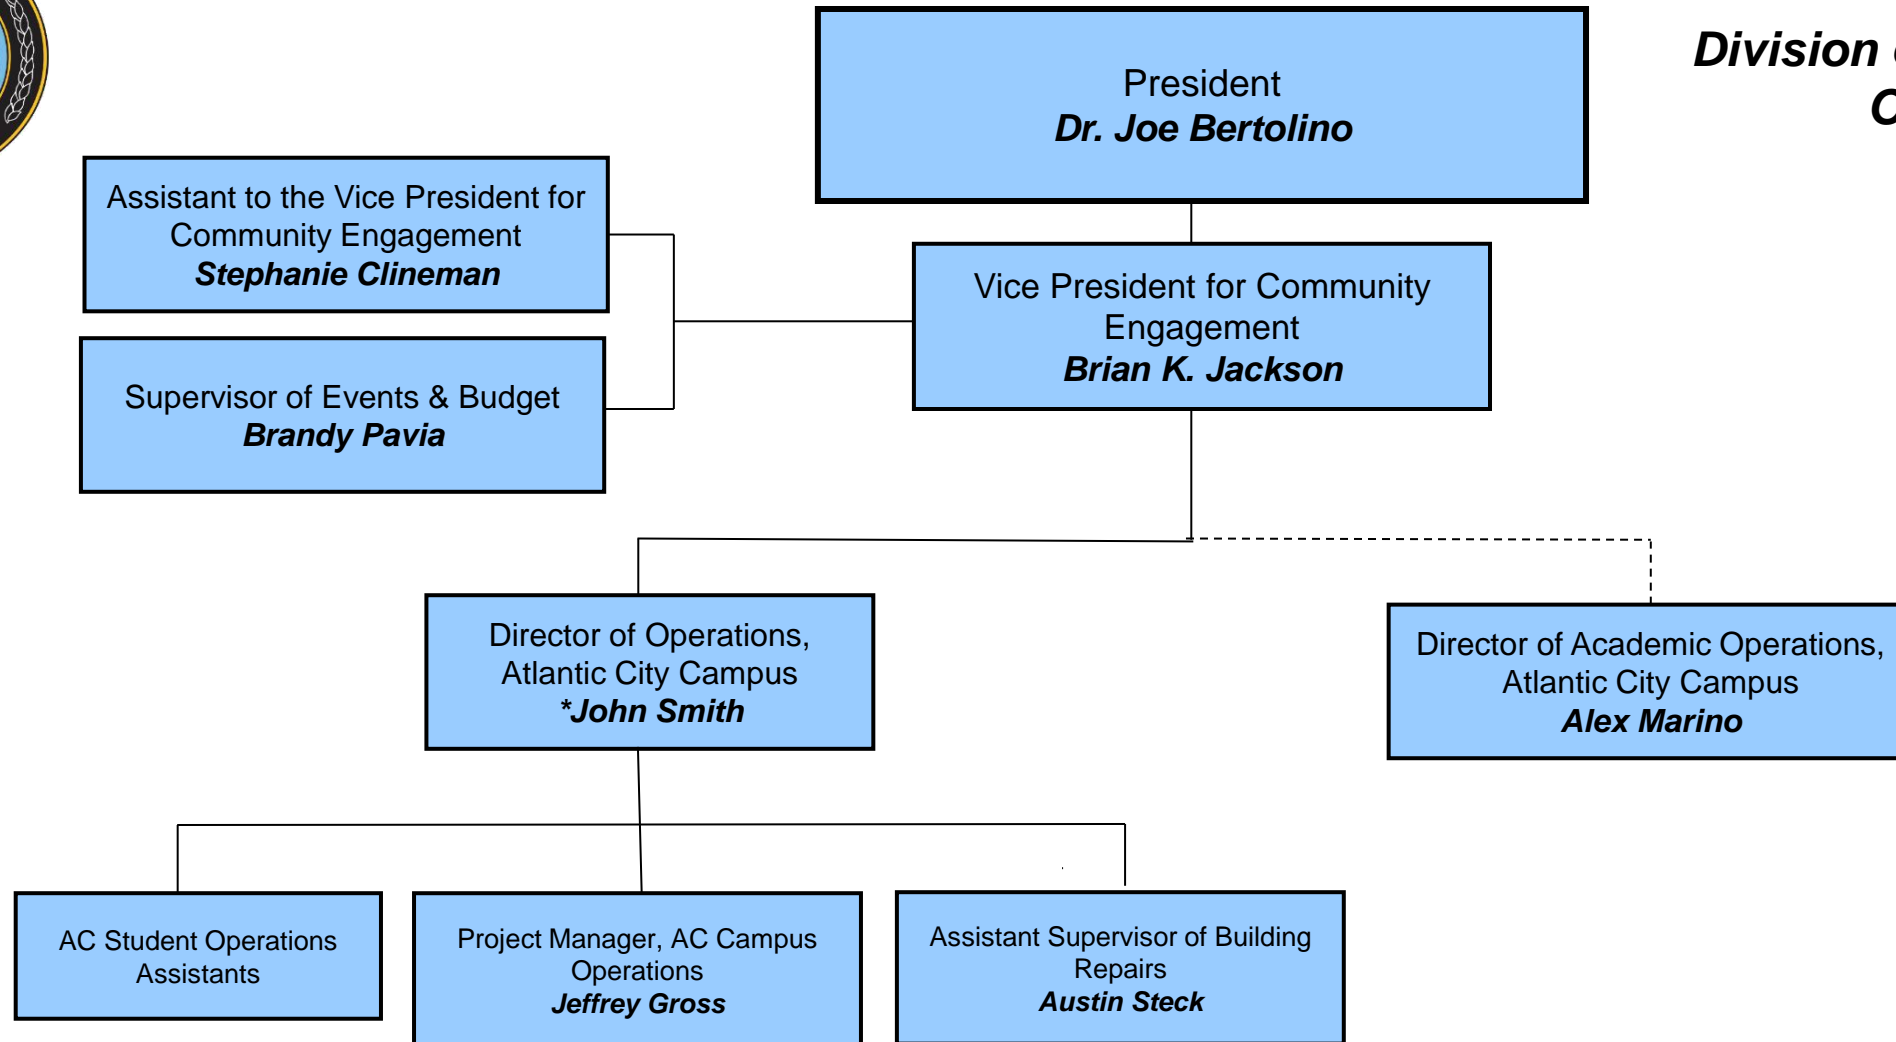 President
Dr. Joe Bertolino
Division
Assistant to the Vice President for
Community Engagement
Stephanie Clineman
Vice President for Community
Engagement
Brian K. Jackson
Supervisor of Events & Budget
Brandy Pavia
Director of Operations,
Atlantic City Campus
*John Smith
Director of Academic Operations,
Atlantic City Campus
Alex Marino
AC Student Operations
Assistants
Project Manager, AC Campus
Operations
Jeffrey Gross
Assistant Supervisor of Building
Repairs
Austin Steck